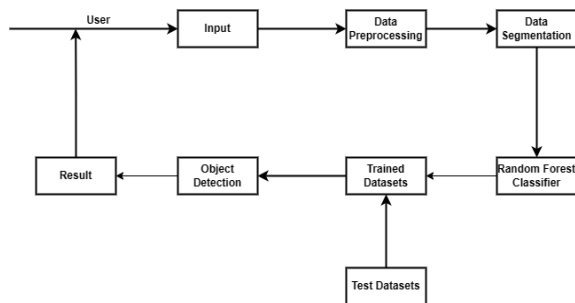 User
Input
Data
Preprocessing
Data
Segmentation
Result
Object
Detection
Trained
Datasets
Random Forest
Classifier
Test Datasets